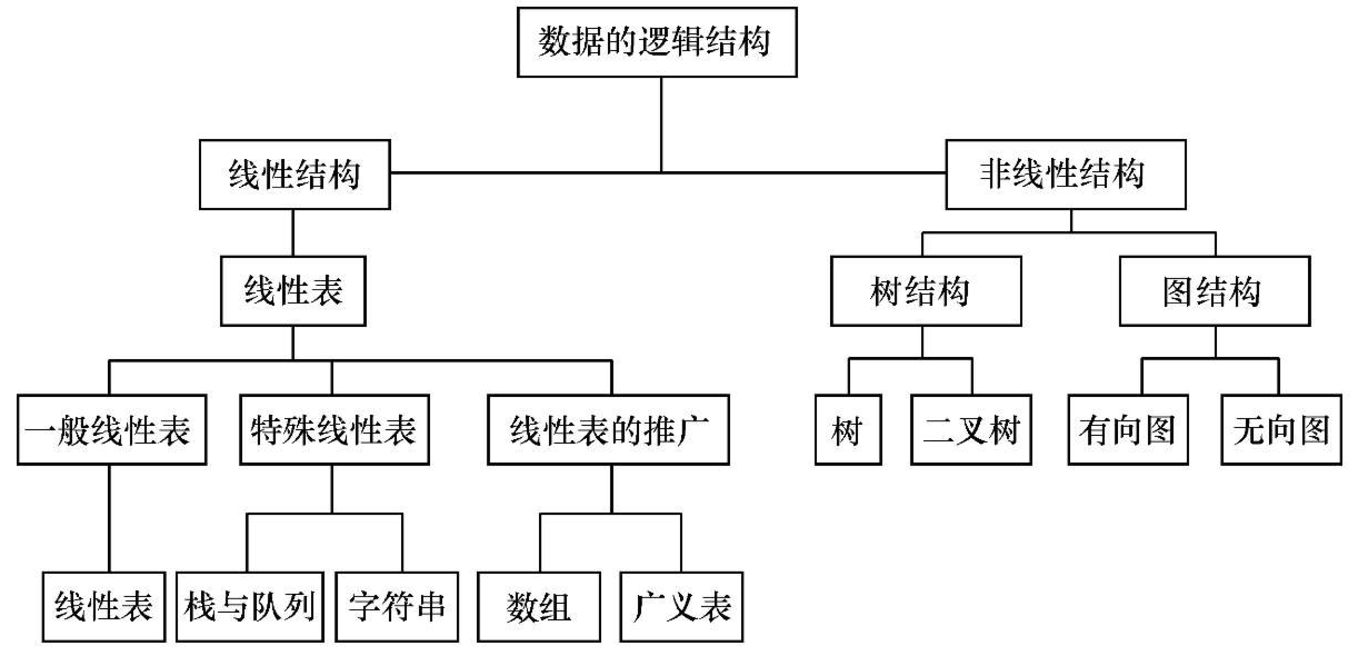 数据的逻辑结构
线性结构
非线性结构
线性表
树结构
图结构
一般线性表
特殊线性表
线性表的推广
树
二叉树
有向图
无向图
线性表
栈与队列
字符串
数组
广义表